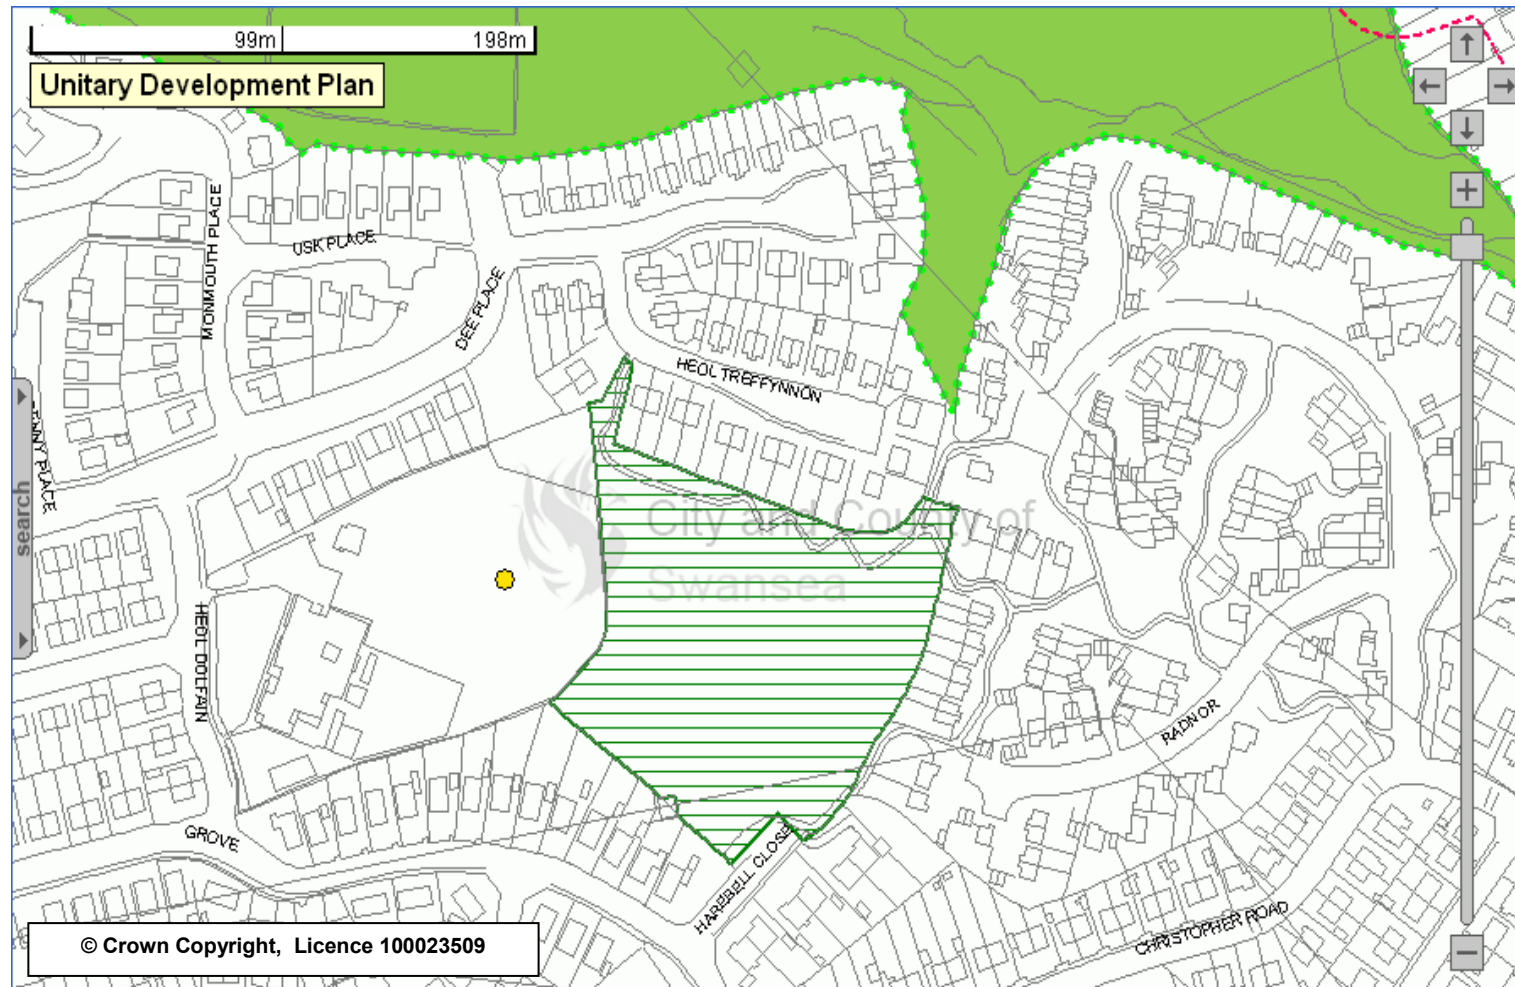 99m 198m
Unitary Development Plan
MONMOUTH PLACE
USK PLACE
DEE PLACE
HEOL TREFFYNNON
PLACE
search
City and County of
Swansea
HEOL DOLFAIN
RADNOR
GROVE
HAREBELL CLOSE
CHRISTOPHER ROAD
© Crown Copyright, Licence 100023509